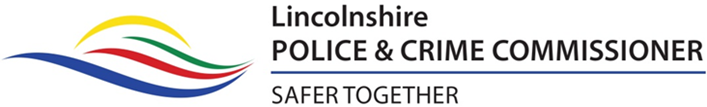 Lincolnshire
POLICE & CRIME COMMISSIONER
SAFER TOGETHER